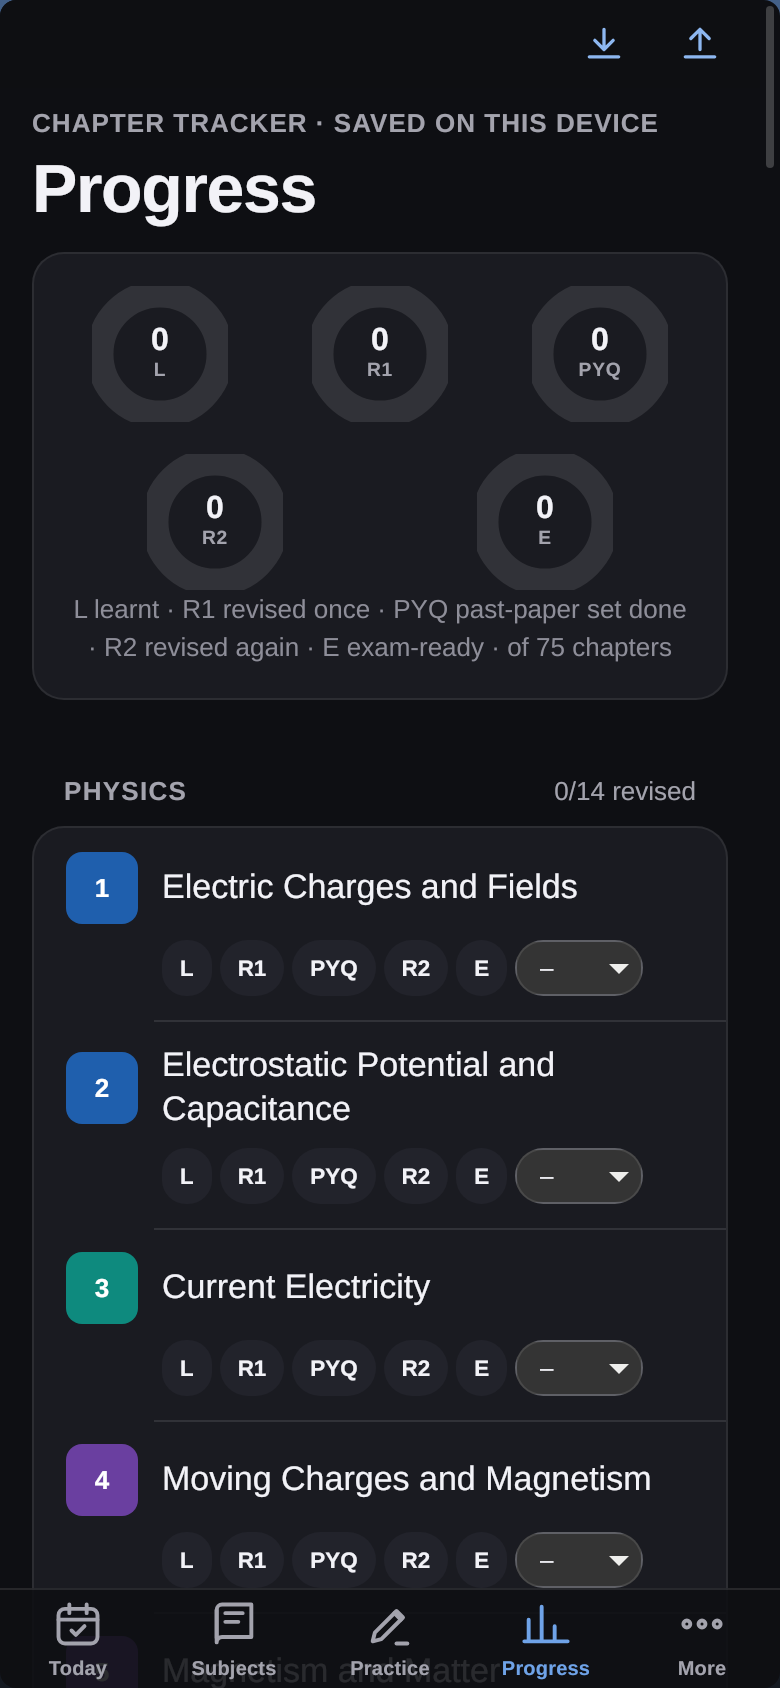 CHAPTER TRACKER · SAVED ON THIS DEVICE
Progress
0
L
0
R1
0
PYQ
0
R2
0
E
L learnt · R1 revised once · PYQ past-paper set done
· R2 revised again · E exam-ready · of 75 chapters
PHYSICS
0/14 revised
1
Electric Charges and Fields
L R1 PYQ R2 E –
2
Electrostatic Potential and
Capacitance
L R1 PYQ R2 E –
3
Current Electricity
L R1 PYQ R2 E –
4
Moving Charges and Magnetism
L R1 PYQ R2 E –
Magnetism and Matter
Today Subjects Practice Progress More